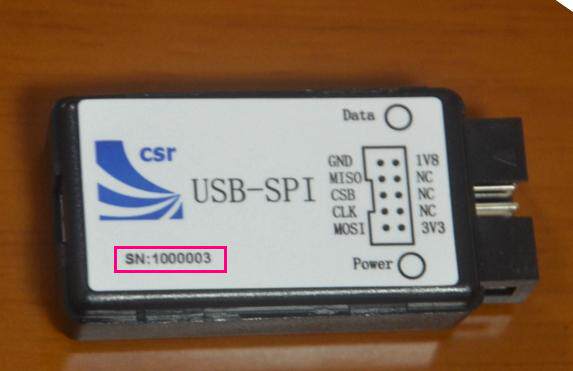 Data
csr
USB-SPI
GND 1V8
MISO NC
CSB NC
CLK NC
MOSI 3V3
SN:1000003
Power